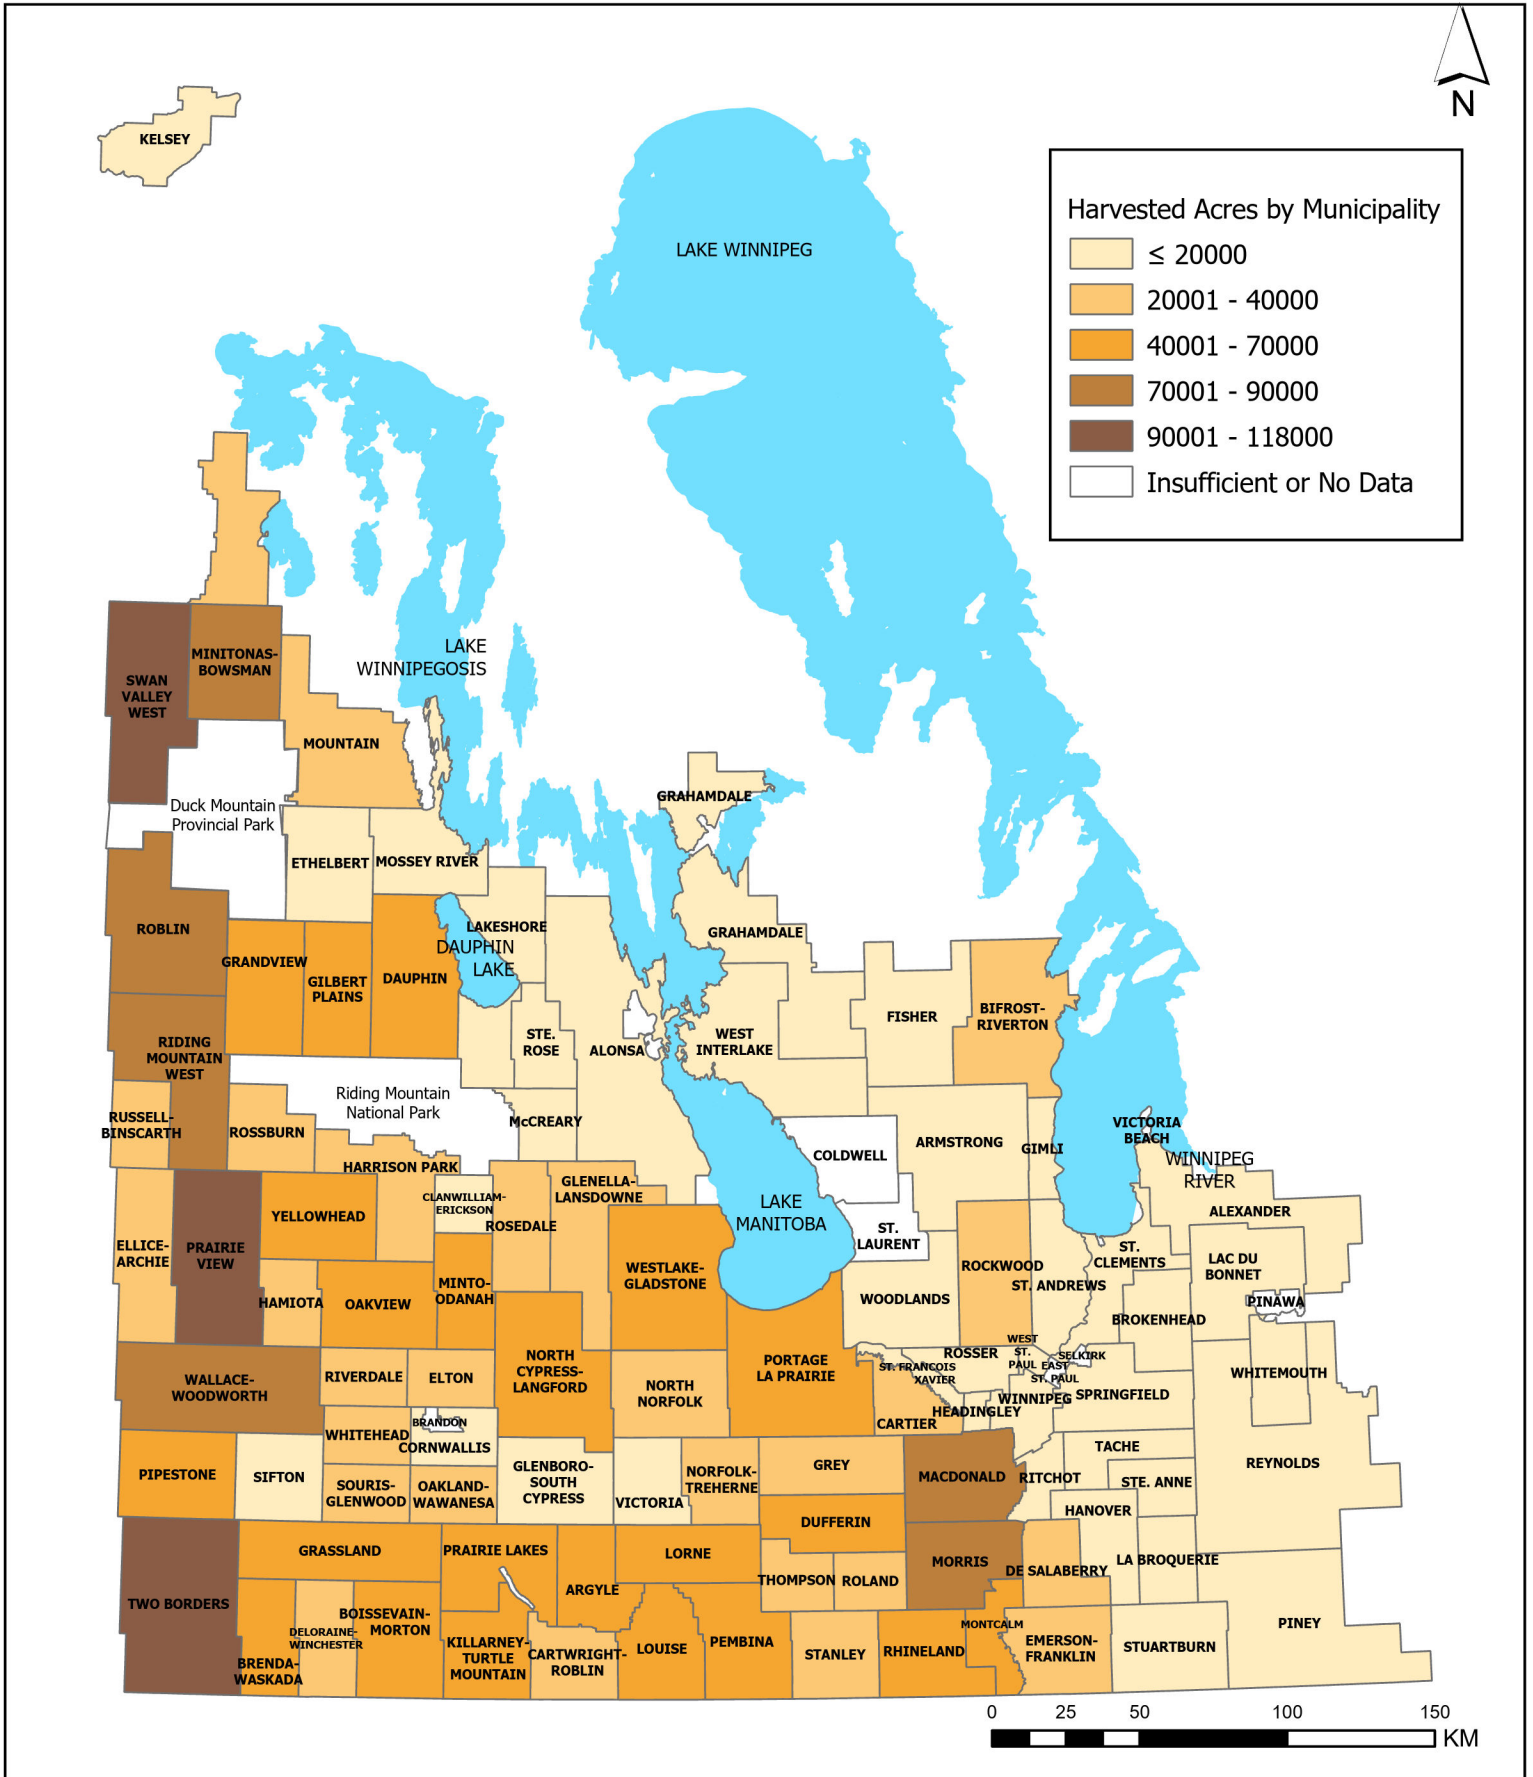 N
KELSEY
LAKE WINNIPEG
Harvested Acres by Municipality
≤ 20000
20001 - 40000
40001 - 70000
70001 - 90000
90001 - 118000
Insufficient or No Data
LAKE
WINNIPEGOSIS
MINITONAS-
BOWSMAN
SWAN
VALLEY
WEST
MOUNTAIN
GRAHAMDALE
Duck Mountain
Provincial Park
ETHELBERT
MOSSEY RIVER
ROBLIN
LAKESHORE
GRAHAMDALE
DAUPHIN
LAKE
GRANDVIEW
GILBERT
PLAINS
DAUPHIN
FISHER
BIFROST-
RIVERTON
STE.
ROSE
ALONSA
WEST
INTERLAKE
RIDING
MOUNTAIN
WEST
Riding Mountain
National Park
RUSSELL-
BINSCARTH
ROSSBURN
McCREARY
VICTORIA
BEACH
ARMSTRONG
GIMLI
COLDWELL
WINNIPEG
RIVER
HARRISON PARK
GLENELLA-
LANSDOWNE
CLANWILLIAM-
ERICKSON
ROSEDALE
LAKE
MANITOBA
ALEXANDER
YELLOWHEAD
ST.
LAURENT
ELLICE-
ARCHIE
PRAIRIE
VIEW
ST.
CLEMENTS
LAC DU
BONNET
WESTLAKE-
GLADSTONE
ROCKWOOD
ST. ANDREWS
MINTO-
ODANAH
HAMIOTA
OAKVIEW
WOODLANDS
PINAWA
BROKENHEAD
NORTH
CYPRESS-
LANGFORD
PORTAGE
LA PRAIRIE
ROSSER
WEST
ST.
PAUL
EAST
ST. PAUL
SELKIRK
ST. FRANCOIS
XAVIER
WHITEMOUTH
WALLACE-
WOODWORTH
RIVERDALE
ELTON
NORTH
NORFOLK
SPRINGFIELD
WINNIPEG
HEADINGLEY
CARTIER
BRANDON
WHITEHEAD
CORNWALLIS
TACHE
PIPESTONE
SIFTON
GLENBORO-
SOUTH
CYPRESS
GREY
MACDONALD
RITCHOT
STE. ANNE
REYNOLDS
SOURIS-
GLENWOOD
OAKLAND-
WAWANESA
VICTORIA
NORFOLK-
TREHERNE
HANOVER
DUFFERIN
GRASSLAND
PRAIRIE LAKES
LORNE
MORRIS
DE SALABERRY
LA BROQUERIE
ARGYLE
THOMPSON
ROLAND
TWO BORDERS
BOISSEVAIN-
MORTON
DELORAINE-
WINCHESTER
BRENDA-
WASKADA
KILLARNEY-
TURTLE
MOUNTAIN
CARTWRIGHT-
ROBLIN
LOUISE
PEMBINA
STANLEY
RHINELAND
MONTCALM
EMERSON-
FRANKLIN
STUARTBURN
PINEY
0 25 50 100 150
KM